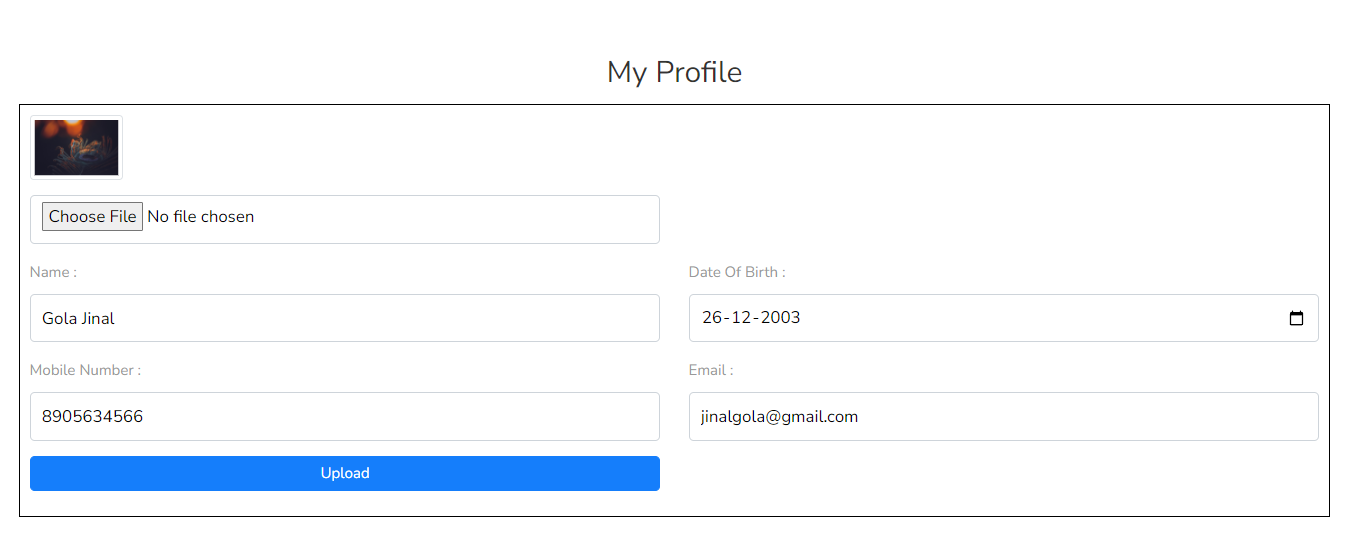 My Profile
Choose File No file chosen
Name :
Date Of Birth :
Gola Jinal
26-12-2003
Mobile Number :
Email :
8905634566
jinalgola@gmail.com
Upload